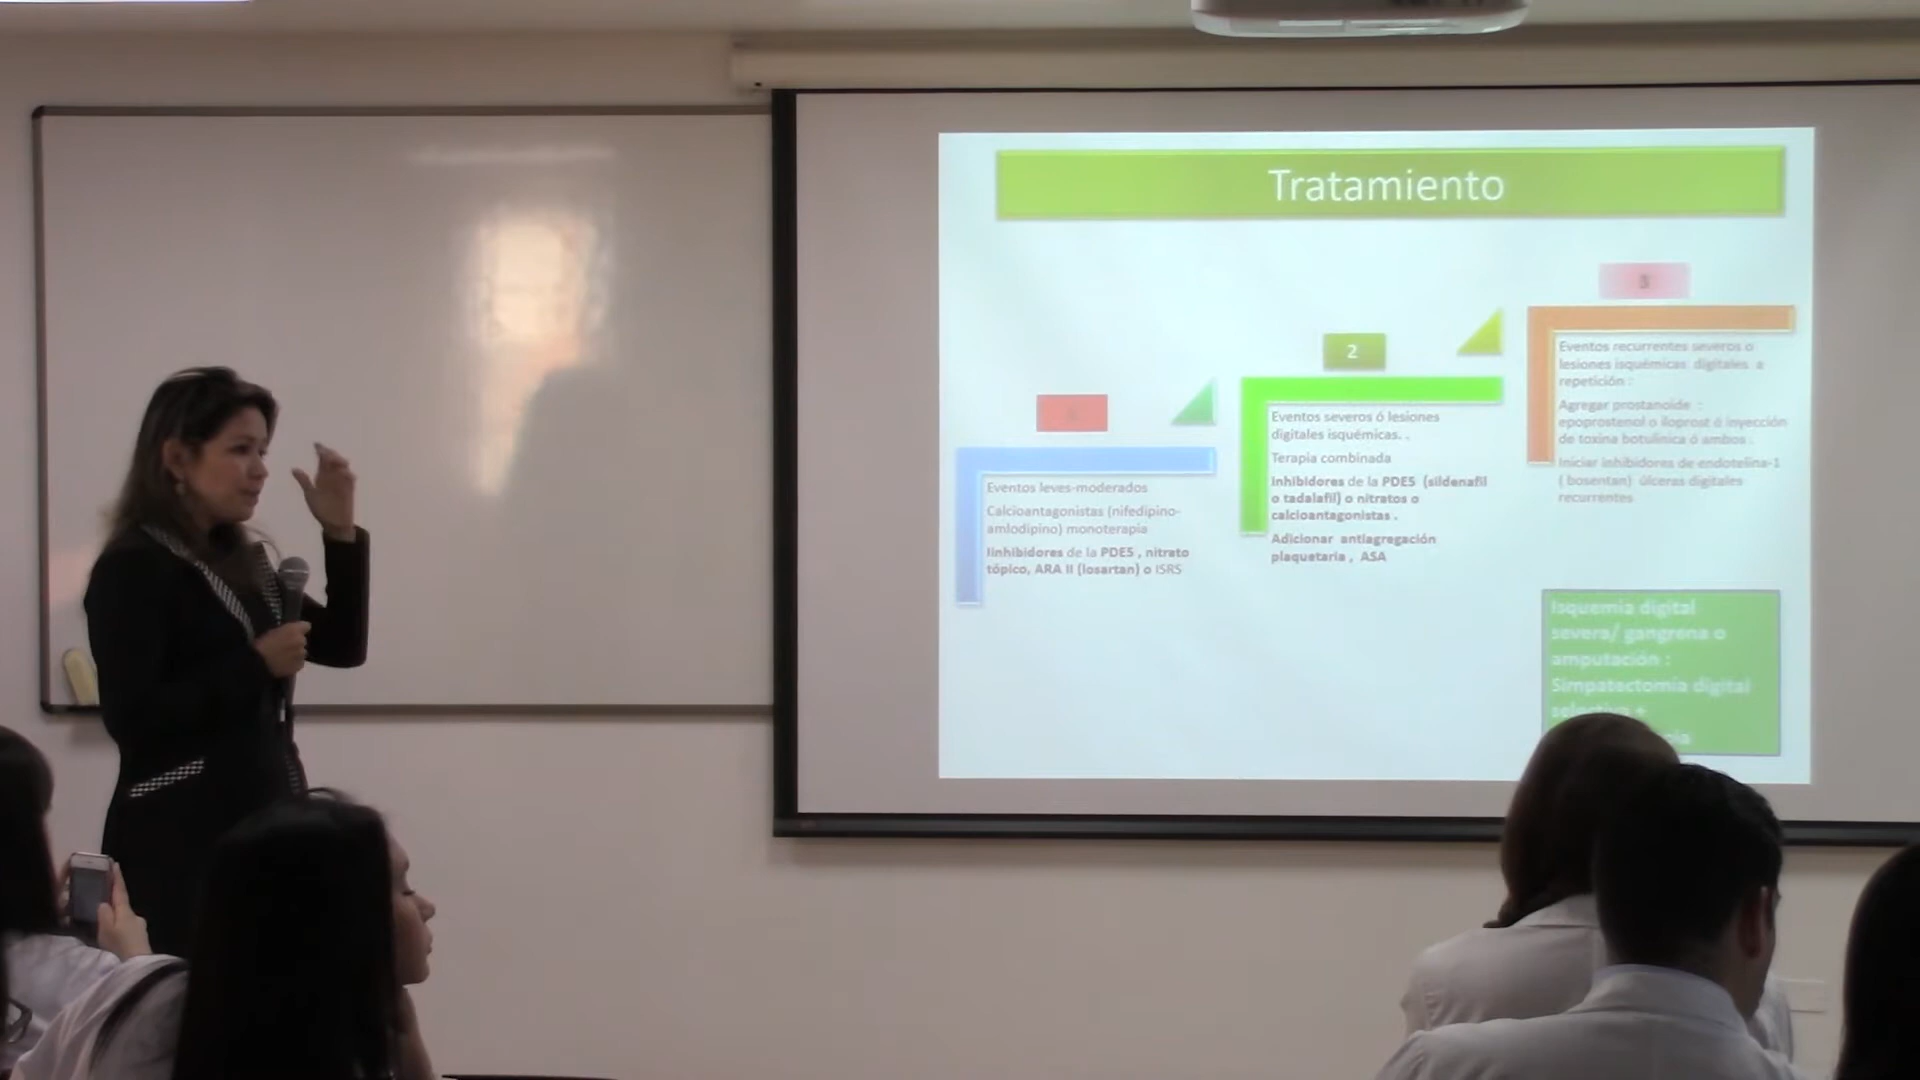 Tratamiento
Eventos leves-moderados
Calcioantagonistas (nifedipino-
amlodipino) monoterapia
Iinhibidores de la PDE5 , nitrato
tópico, ARA II (losartan) o ISRS
2
Eventos severos ó lesiones
digitales isquémicas. .
Terapia combinada
Inhibidores de la PDE5 (sildenafil
o tadalafil) o nitratos o
calcioantagonistas .
Adicionar antiagregación
plaquetaria , ASA
3
Eventos recurrentes severos o
lesiones isquémicas digitales a
repetición :
Agregar prostanoide :
epoprostenol o iloprost ó inyección
de toxina botulínica ó ambos .
Iniciar inhibidores de endotelina-1
( bosentan) úlceras digitales
recurrentes
Isquemia digital
severa/ gangrena o
amputación :
Simpatectomía digital
selectiva +